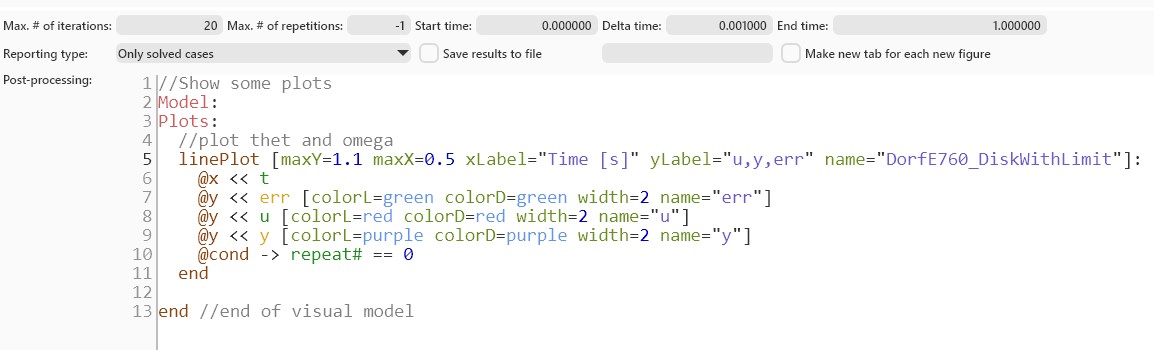 Max. # of iterations: 20 Max. # of repetitions: -1 Start time: 0.000000 Delta time: 0.001000 End time: 1.000000
Reporting type: Only solved cases Save results to file Make new tab for each new figure
Post-processing:
1 //Show some plots
2 Model:
3 Plots:
4   //plot thet and omega
5   linePlot [maxY=1.1 maxX=0.5 xLabel="Time [s]" yLabel="u,y,err" name="DorfE760_DiskWithLimit"]:
6     @x << t
7     @y << err [colorL=green colorD=green width=2 name="err"]
8     @y << u [colorL=red colorD=red width=2 name="u"]
9     @y << y [colorL=purple colorD=purple width=2 name="y"]
10     @cond -> repeat# == 0
11   end
12
13 end //end of visual model